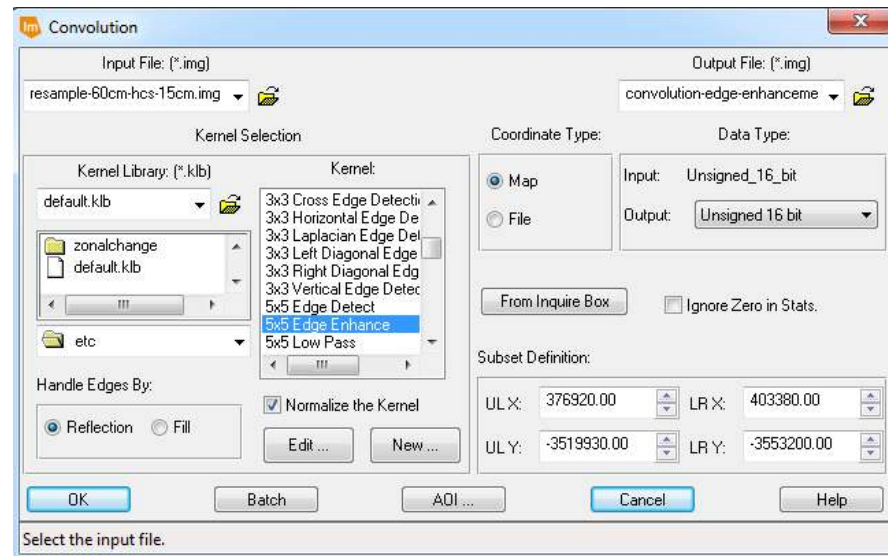 Convolution
Input File: (*.img)
Output File: (*.img)
resample-60cm-hcs-15cm.img
convolution-edge-enhanceme
Kernel Selection
Coordinate Type:
Data Type:
Kernel Library: (*.klb)
Kernel:
default.klb
zonalchange
default.klb
etc
3x3 Cross Edge Detecti
3x3 Horizontal Edge De
3x3 Laplacian Edge Det
3x3 Left Diagonal Edge
3x3 Right Diagonal Edg
3x3 Vertical Edge Detec
5x5 Edge Detect
5x5 Edge Enhance
5x5 Low Pass
Map
File
Input: Unsigned_16_bit
Output: Unsigned 16 bit
From Inquire Box
Ignore Zero in Stats.
Subset Definition:
Handle Edges By:
Reflection Fill
Normalize the Kernel
Edit ... New ...
UL X: 376920.00 LR X: 403380.00
UL Y: -3519930.00 LR Y: -3553200.00
OK Batch AOI ... Cancel Help
Select the input file.